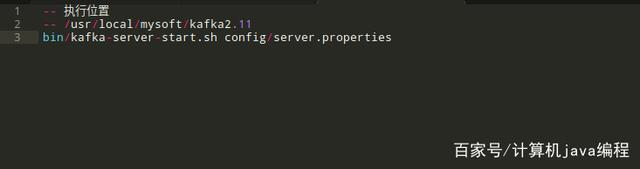 1 -- 执行位置
2 -- /usr/local/mysoft/kafka2.11
3 bin/kafka-server-start.sh config/server.properties
百家号/计算机java编程